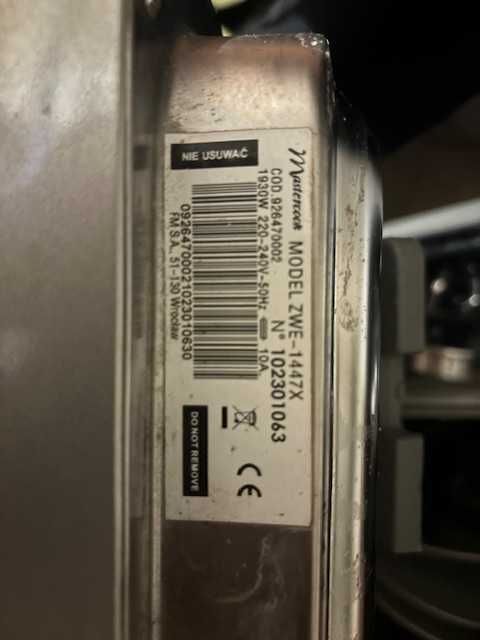 Mastercook MODEL ZWE-1447X
COD.926470002 N° 102301063
1930W 220-240V~50Hz 10A
NIE USUWAĆ
DO NOT REMOVE
CE
0926470002102301063​0
FM S.A., 51-130 Wrocław